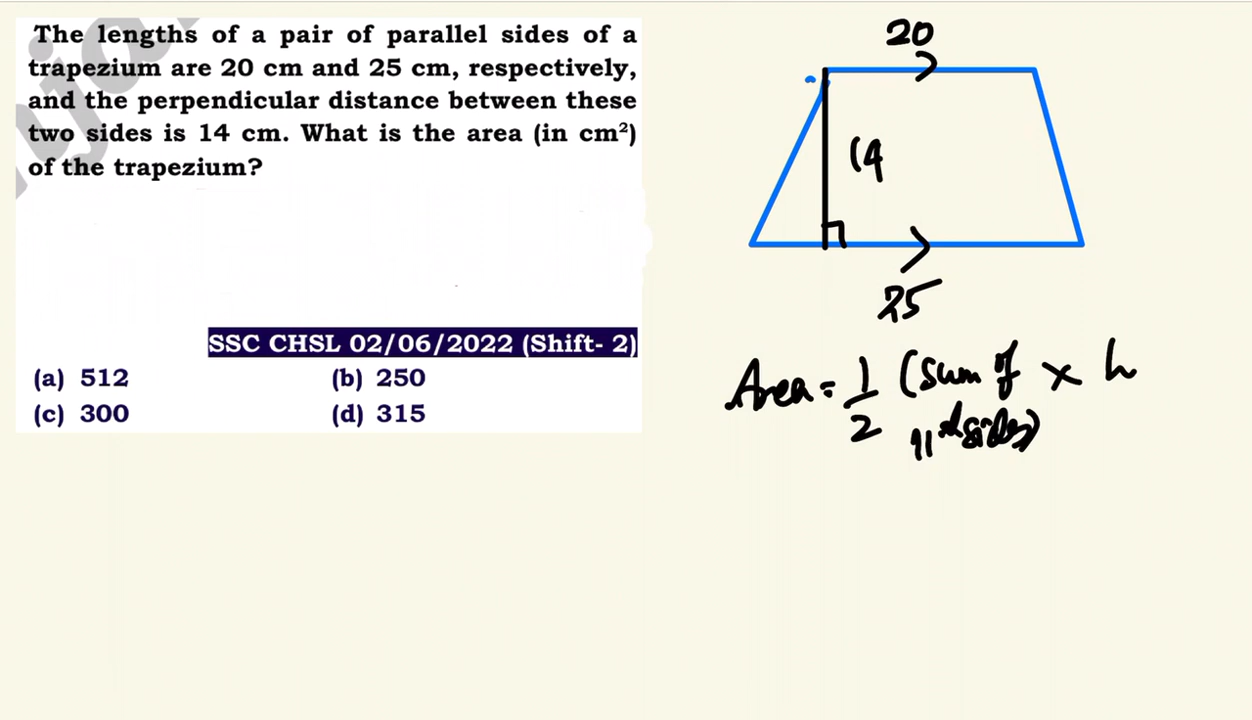 The lengths of a pair of parallel sides of a
trapezium are 20 cm and 25 cm, respectively,
and the perpendicular distance between these
two sides is 14 cm. What is the area (in cm²)
of the trapezium?
SSC CHSL 02/06/2022 (Shift- 2)
(a) 512 (b) 250
(c) 300 (d) 315
20
14
25
Area = 1/2 (sum of × h
||el sides)